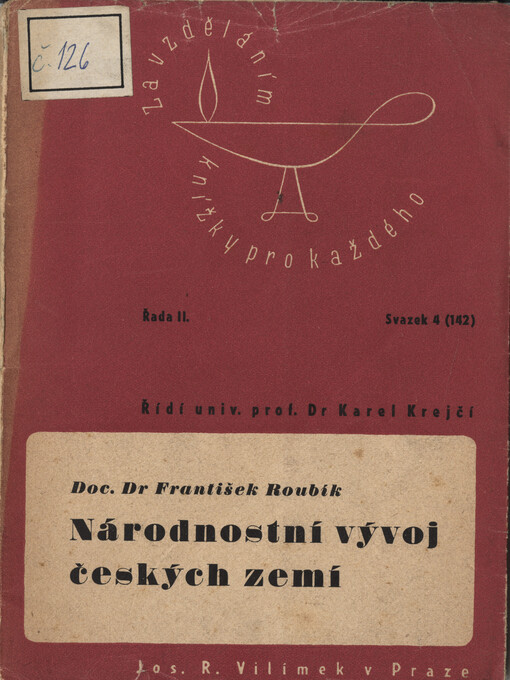 č. 126
Za vzděláním
knížky pro každého
Řada II.
Svazek 4 (142)
Řídí univ. prof. Dr Karel Krejčí
Doc. Dr František Roubík
Národnostní vývoj
českých zemí
Jos. R. Vilímek v Praze